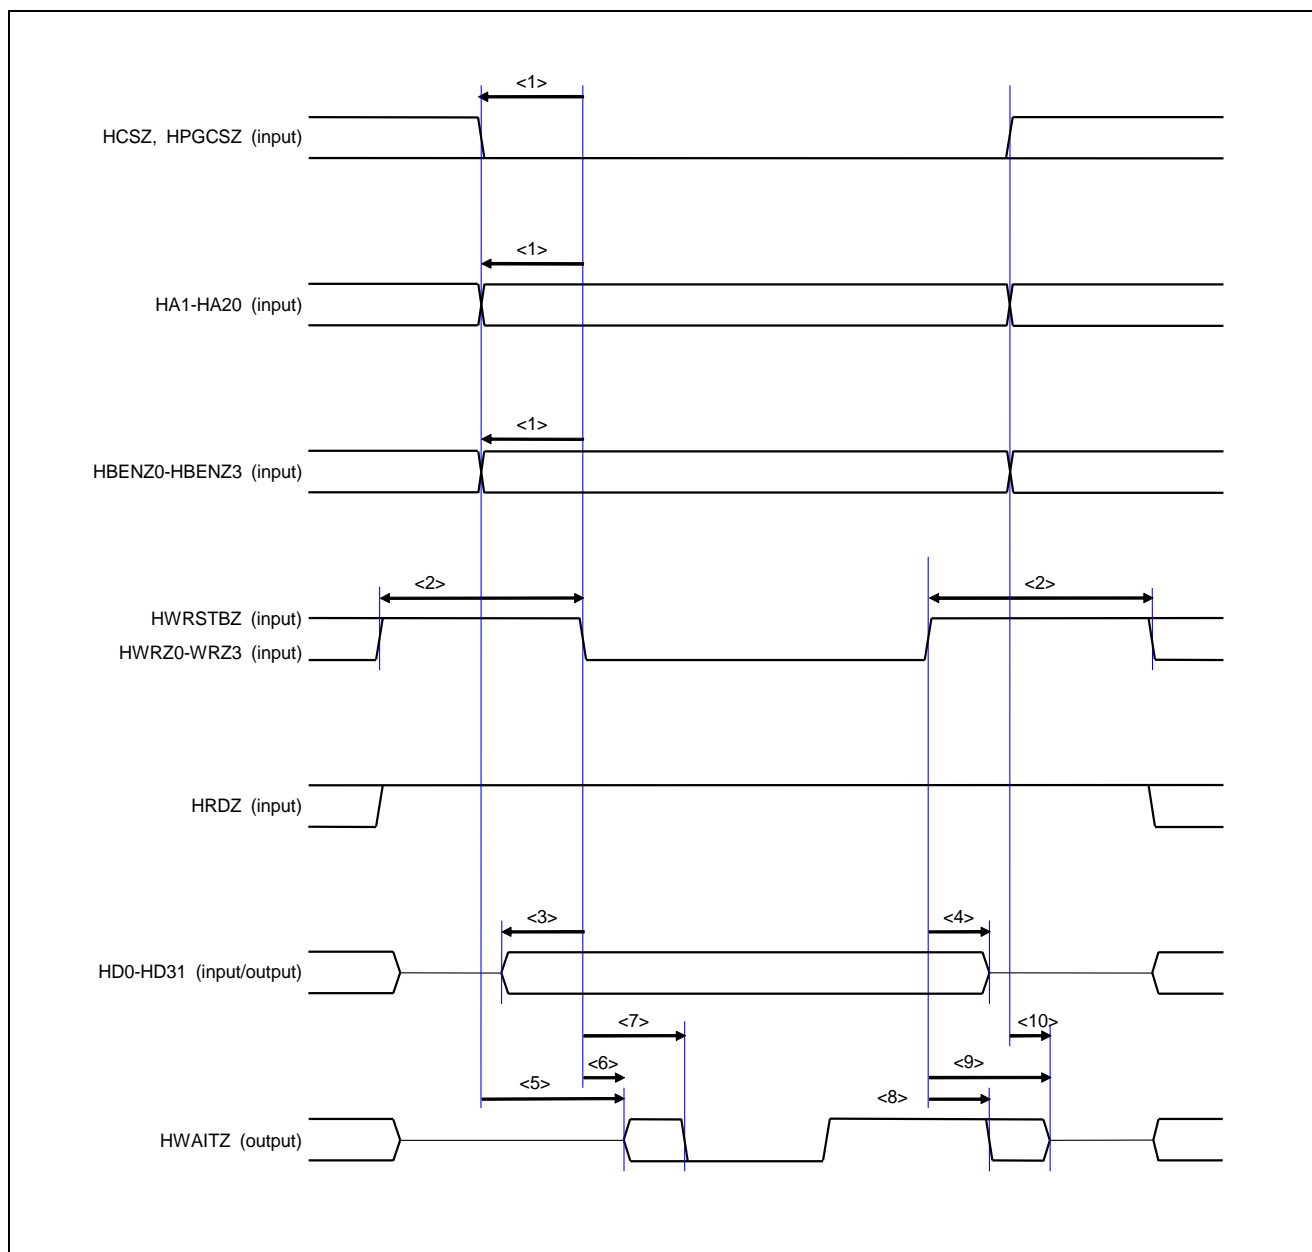 <1>
HCSZ, HPGCSZ (input)
<1>
HA1-HA20 (input)
<1>
HBENZ0-HBENZ3 (input)
<2> <2>
HWRSTBZ (input)
HWRZ0-WRZ3 (input)
HRDZ (input)
<3> <4>
HD0-HD31 (input/output)
<7> <10>
<6> <9>
<5> <8>
HWAITZ (output)